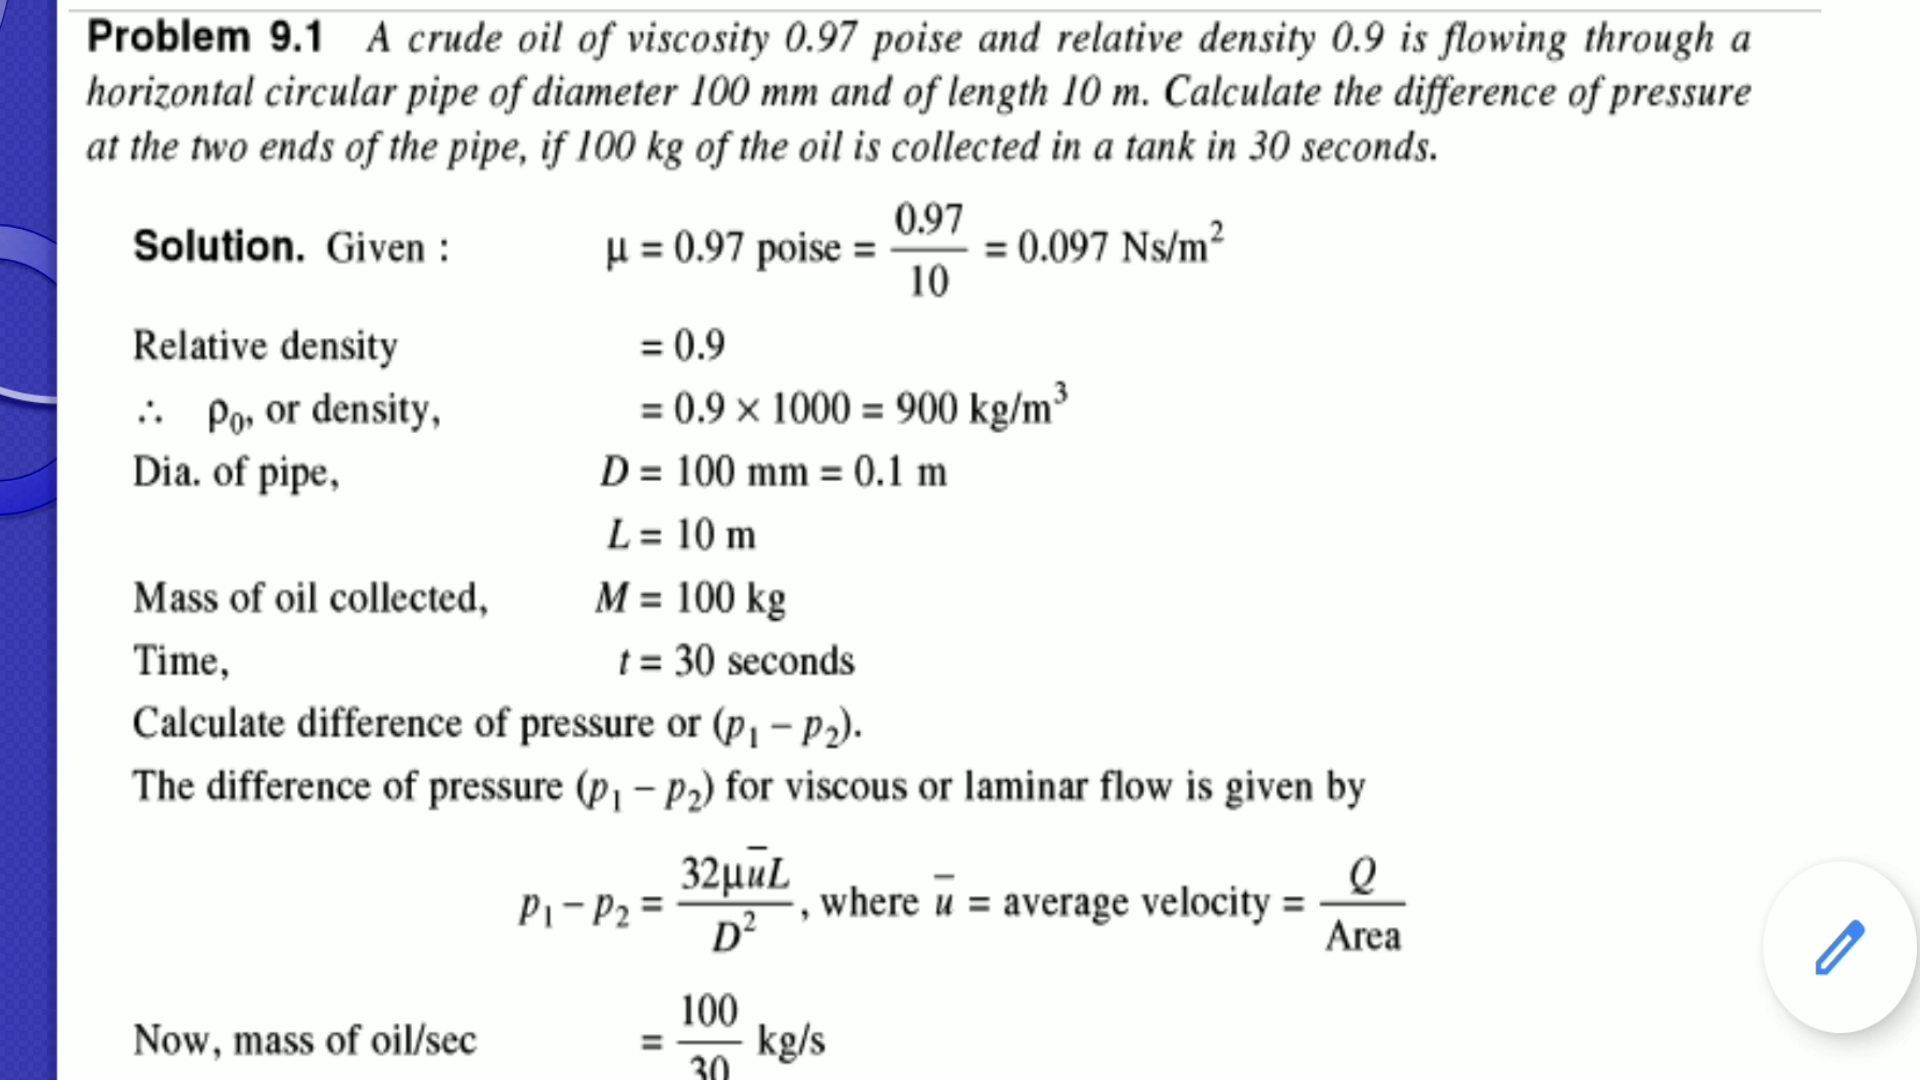 Problem 9.1 A crude oil of viscosity 0.97 poise and relative density 0.9 is flowing through a
horizontal circular pipe of diameter 100 mm and of length 10 m. Calculate the difference of pressure
at the two ends of the pipe, if 100 kg of the oil is collected in a tank in 30 seconds.
Solution. Given : μ = 0.97 poise = 0.97/10 = 0.097 Ns/m²
Relative density = 0.9
∴ ρ₀, or density, = 0.9 × 1000 = 900 kg/m³
Dia. of pipe, D = 100 mm = 0.1 m
L = 10 m
Mass of oil collected, M = 100 kg
Time, t = 30 seconds
Calculate difference of pressure or (p₁ – p₂).
The difference of pressure (p₁ – p₂) for viscous or laminar flow is given by
p₁ – p₂ = 32μu̅L/D², where u̅ = average velocity = Q/Area
Now, mass of oil/sec = 100/30 kg/s